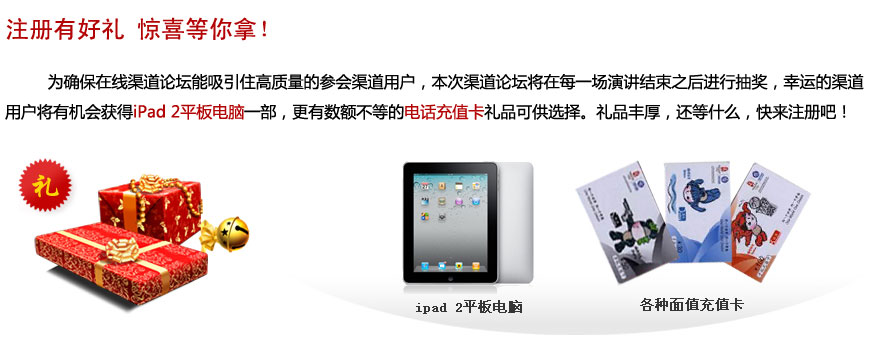 注册有好礼 惊喜等你拿！
为确保在线渠道论坛能吸引住高质量的参会渠道用户，本次渠道论坛将在每一场演讲结束之后进行抽奖，幸运的渠道
用户将有机会获得iPad 2平板电脑一部，更有数额不等的电话充值卡礼品可供选择。礼品丰厚，还等什么，快来注册吧！
礼
ipad 2平板电脑
各种面值充值卡